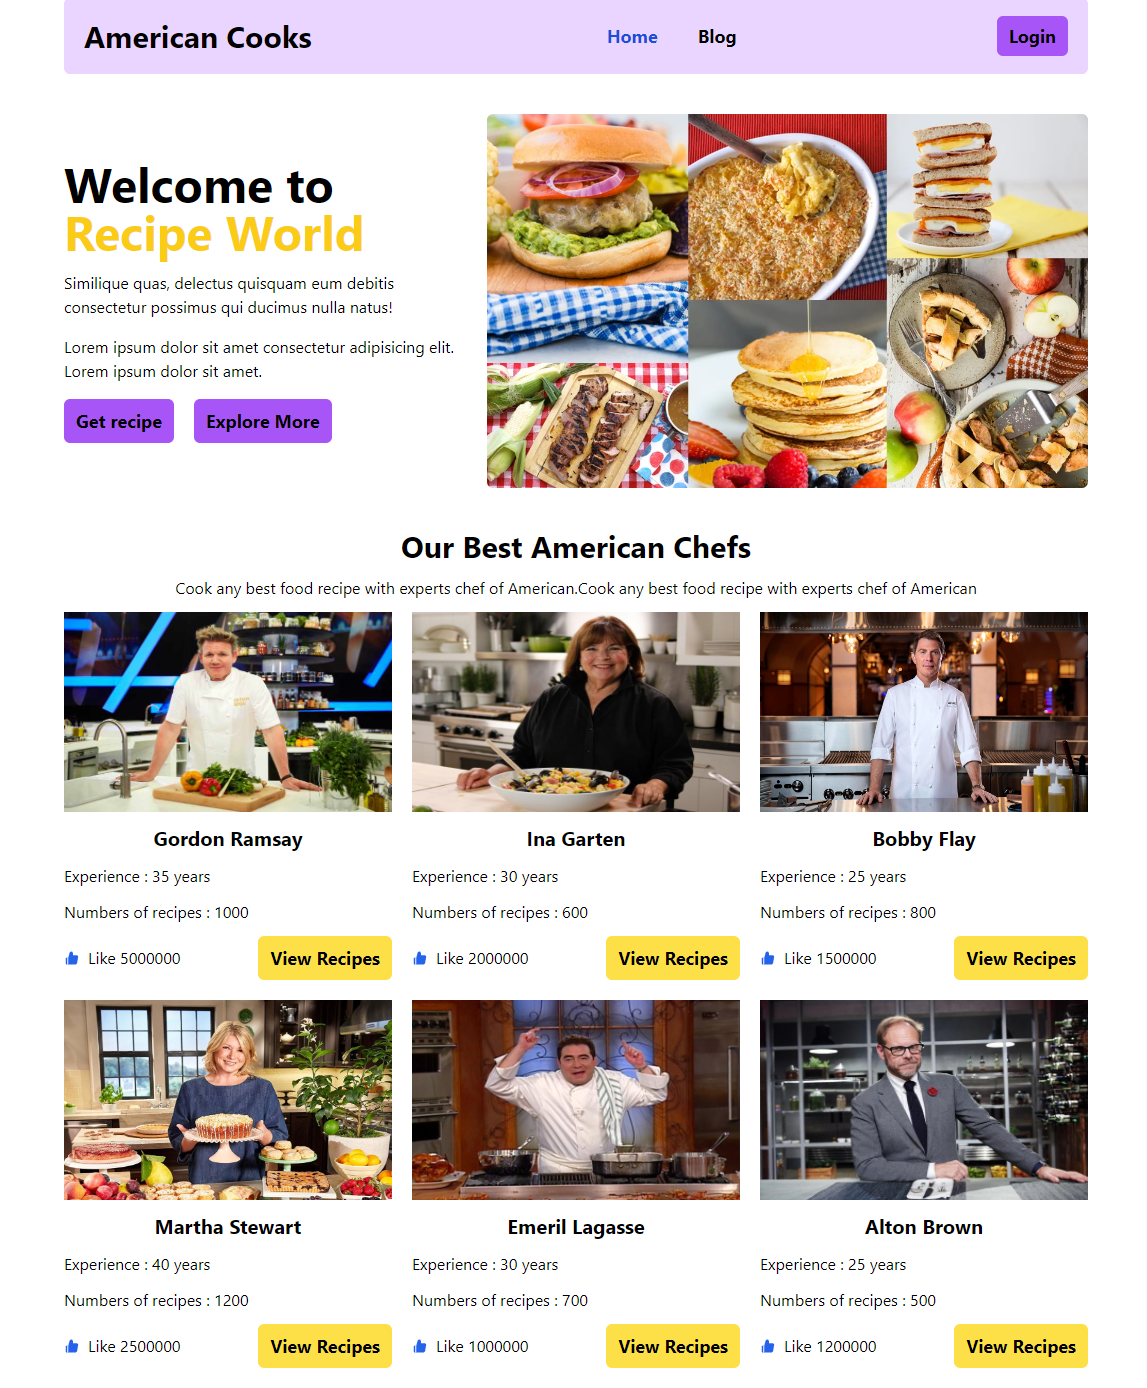 American Cooks
Home
Blog
Login
Welcome to
Recipe World
Similique quas, delectus quisquam eum debitis
consectetur possimus qui ducimus nulla natus!
Lorem ipsum dolor sit amet consectetur adipisicing elit.
Lorem ipsum dolor sit amet.
Get recipe
Explore More
Our Best American Chefs
Cook any best food recipe with experts chef of American.Cook any best food recipe with experts chef of American
Gordon Ramsay
Experience : 35 years
Numbers of recipes : 1000
Like 5000000
View Recipes
Ina Garten
Experience : 30 years
Numbers of recipes : 600
Like 2000000
View Recipes
Bobby Flay
Experience : 25 years
Numbers of recipes : 800
Like 1500000
View Recipes
Martha Stewart
Experience : 40 years
Numbers of recipes : 1200
Like 2500000
View Recipes
Emeril Lagasse
Experience : 30 years
Numbers of recipes : 700
Like 1000000
View Recipes
Alton Brown
Experience : 25 years
Numbers of recipes : 500
Like 1200000
View Recipes